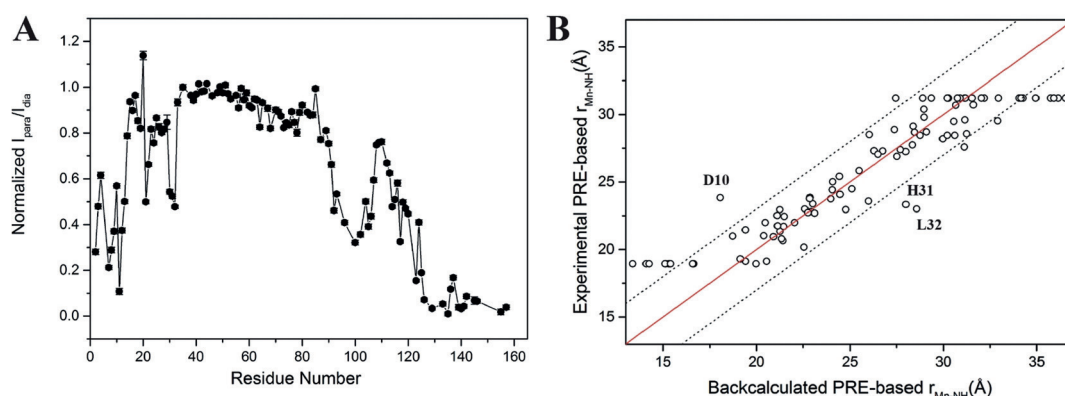 A
Normalized I_para/I_dia
1.2
1.0
0.8
0.6
0.4
0.2
0.0
0
20
40
60
80
100
120
140
160
Residue Number
B
Experimental PRE-based r_Mn-NH(Å)
35
30
25
20
15
D10
H31
L32
15
20
25
30
35
Backcalculated PRE-based r_Mn-NH(Å)